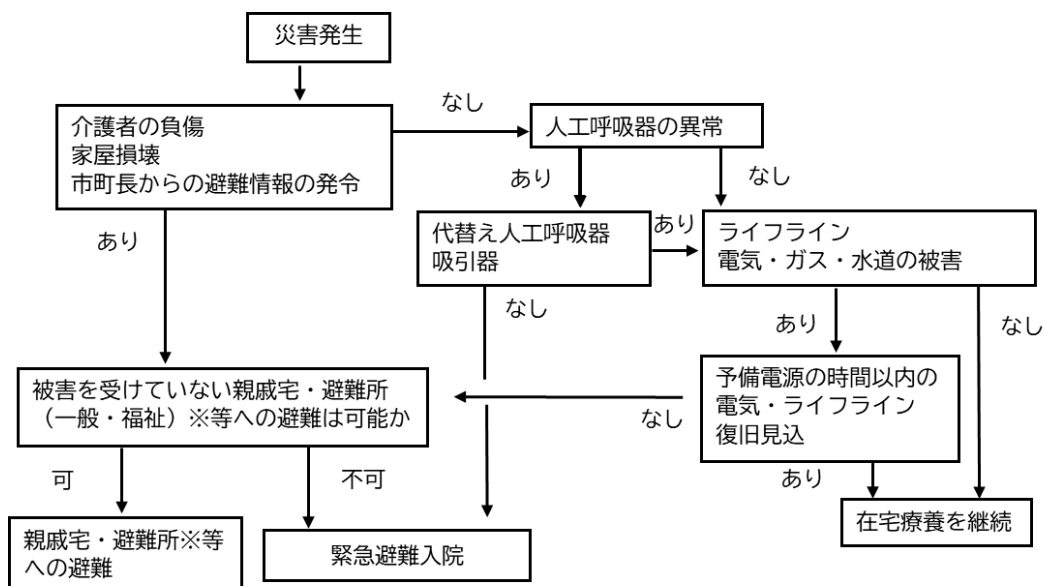 災害発生
介護者の負傷
家屋損壊
市町長からの避難情報の発令
なし
人工呼吸器の異常
あり
なし
あり
代替え人工呼吸器
吸引器
あり
ライフライン
電気・ガス・水道の被害
なし
あり
なし
被害を受けていない親戚宅・避難所
（一般・福祉）※等への避難は可能か
なし
予備電源の時間以内の
電気・ライフライン
復旧見込
可
不可
あり
親戚宅・避難所※等
への避難
緊急避難入院
在宅療養を継続